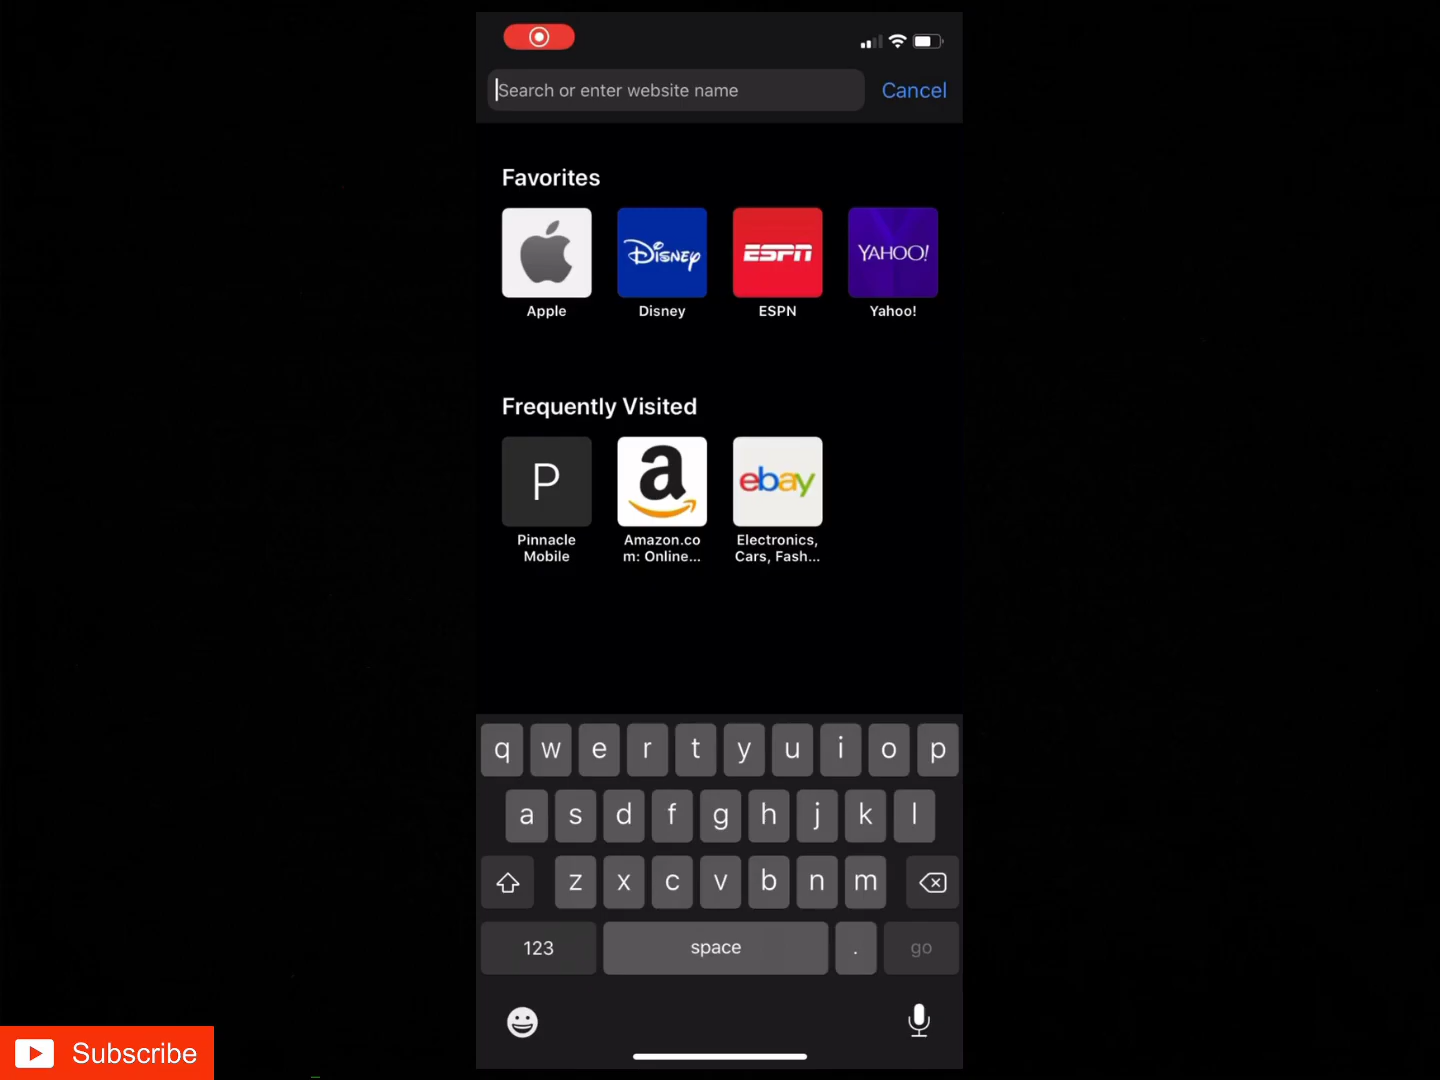 Search or enter website name
Cancel
Favorites
Disney
ESPN
YAHOO!
Apple
Disney
ESPN
Yahoo!
Frequently Visited
P
a
ebay
Pinnacle
Mobile
Amazon.co
m: Online...
Electronics,
Cars, Fash...
q w e r t y u i o p
a s d f g h j k l
z x c v b n m
123
space
.
go
Subscribe